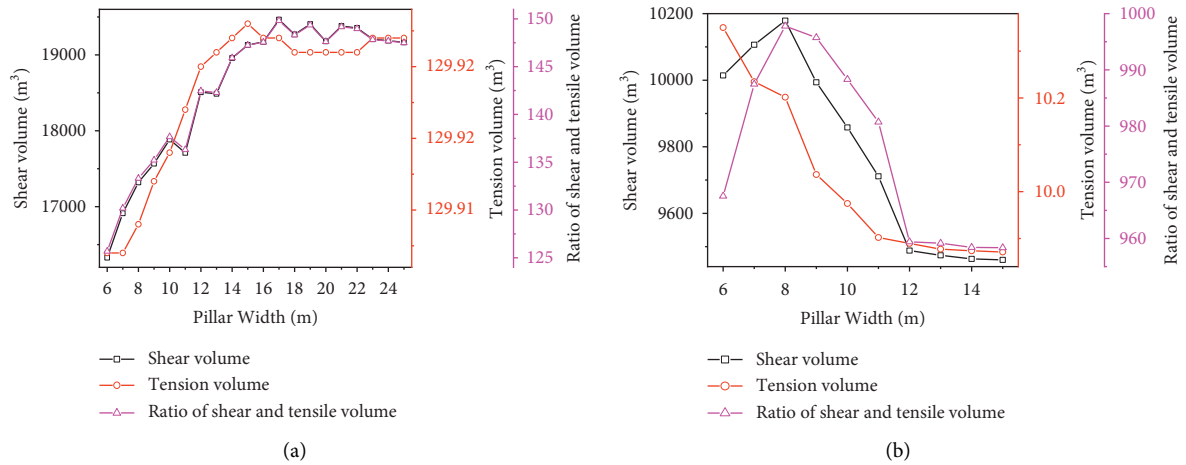 19000
18000
17000
Shear volume (m³)
6 8 10 12 14 16 18 20 22 24
Pillar Width (m)
129.92
129.92
129.91
Tension volume (m³)
150
145
140
135
130
125
Ratio of shear and tensile volume
Shear volume
Tension volume
Ratio of shear and tensile volume
(a)
10200
10000
9800
9600
Shear volume (m³)
6 8 10 12 14
Pillar Width (m)
10.2
10.0
Tension volume (m³)
1000
990
980
970
960
Ratio of shear and tensile volume
Shear volume
Tension volume
Ratio of shear and tensile volume
(b)